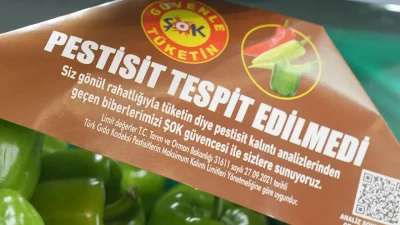 GÜVENLE
ŞOK
TÜKETİN
PESTİSİT TESPİT EDİLMEDİ
Siz gönül rahatlığıyla tüketin diye pestisit kalıntı analizlerinden
geçen biberlerimizi ŞOK güvencesi ile sizlere sunuyoruz.
Limit değerler T.C. Tarım ve Orman Bakanlığı 31611 sayılı 27.09.2021 tarihli
Türk Gıda Kodeksi Pestisitlerin Maksimum Kalıntı Limitleri Yönetmeliğine göre uygundur.
ANALİZ